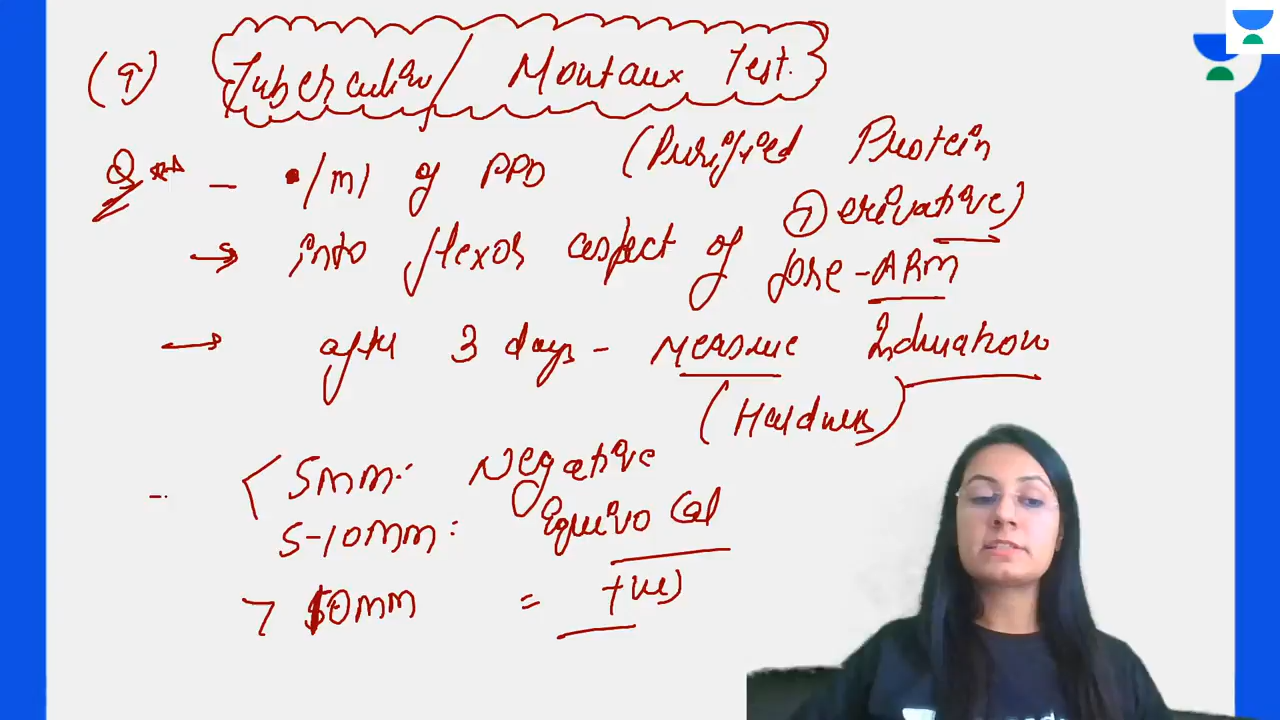 (9) Tuberculin/ Montaux Test.
Q ** - ./ml of PPD (Purified Protein
Derivative)
→ into flexor aspect of fore-ARM
→ after 3 days - Measure Induration
(Hardness)
- < 5mm: Negative
5-10mm: Equivocal
> 10mm = +ve)